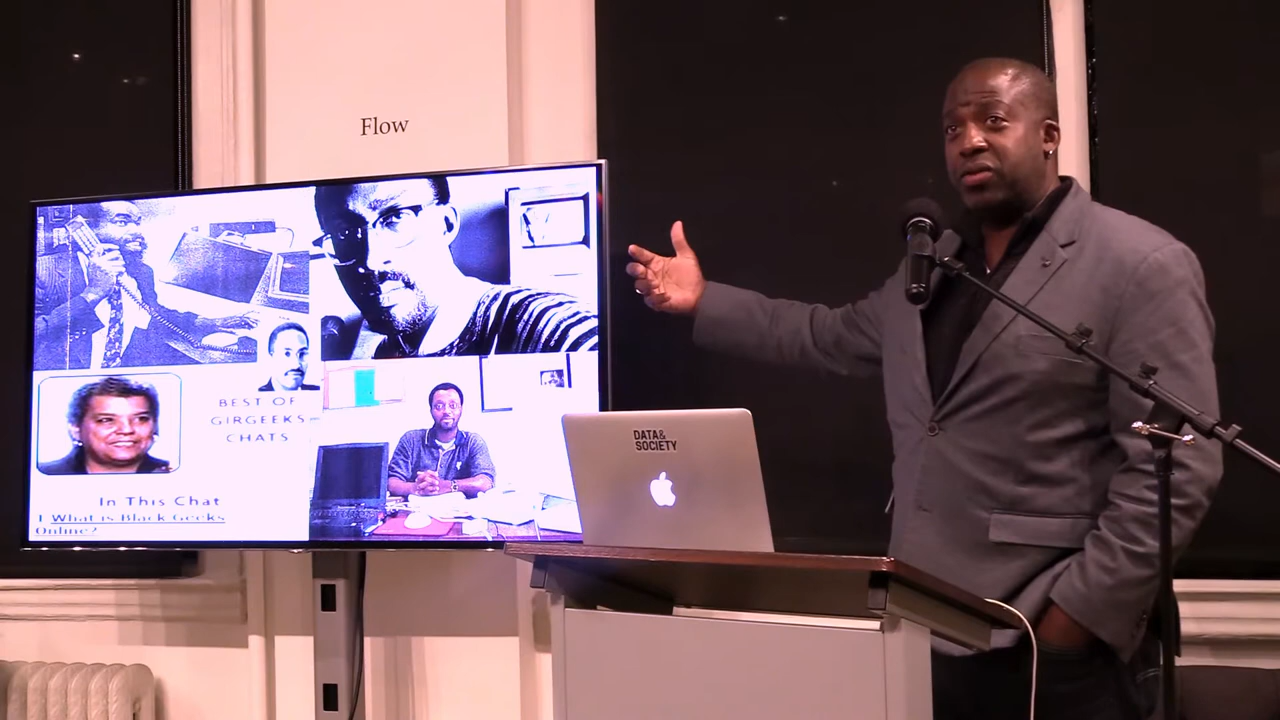 Flow
BEST OF
GIRGEEKS
CHATS
In This Chat
1 What is Black Geeks
Online?
DATA&
SOCIETY